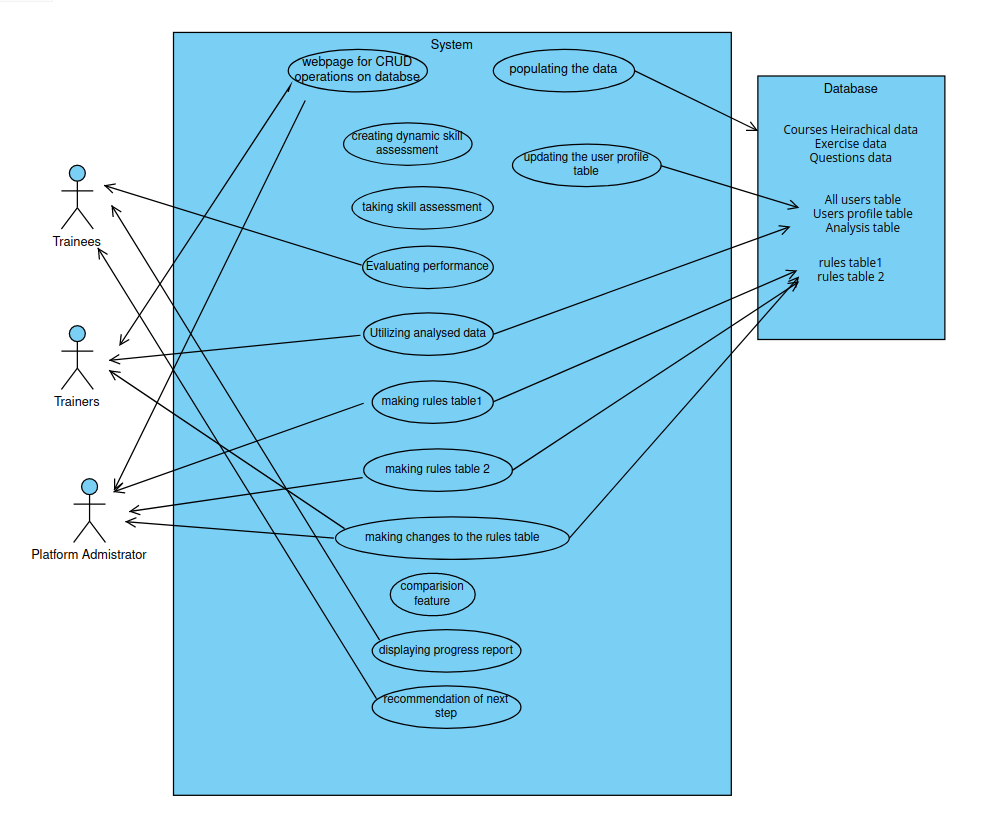 System
webpage for CRUD
operations on databse
populating the data
Database
Courses Heirachical data
Exercise data
Questions data
creating dynamic skill
assessment
updating the user profile
table
All users table
Users profile table
Analysis table
taking skill assessment
Trainees
Evaluating performance
rules table1
rules table 2
Utilizing analysed data
Trainers
making rules table1
making rules table 2
Platform Admistrator
making changes to the rules table
comparision
feature
displaying progress report
recommendation of next
step